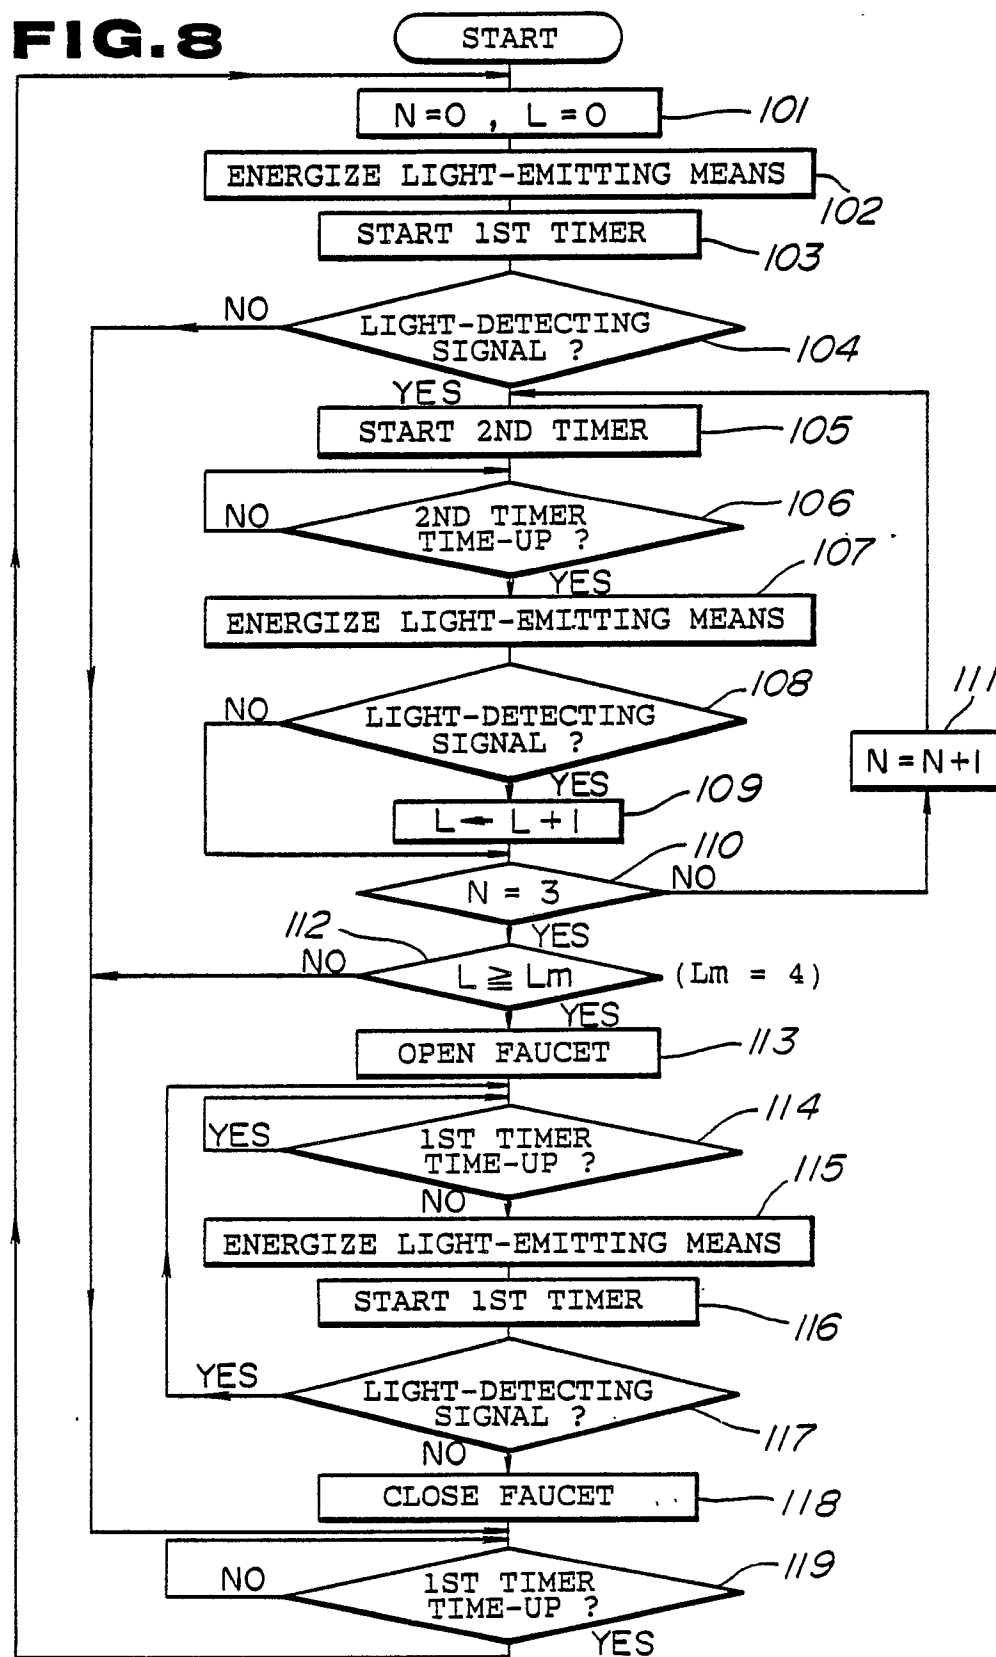 FIG.8
START
N=0 , L=0
101
ENERGIZE LIGHT-EMITTING MEANS
102
START 1ST TIMER
103
NO
LIGHT-DETECTING
SIGNAL ?
104
YES
START 2ND TIMER
105
NO
2ND TIMER
TIME-UP ?
106
YES
107
ENERGIZE LIGHT-EMITTING MEANS
NO
LIGHT-DETECTING
SIGNAL ?
108
111
N=N+1
YES
109
L← L+1
110
N = 3
NO
YES
112
NO
L ≧ Lm
(Lm = 4)
YES
OPEN FAUCET
113
YES
1ST TIMER
TIME-UP ?
114
NO
115
ENERGIZE LIGHT-EMITTING MEANS
START 1ST TIMER
116
YES
LIGHT-DETECTING
SIGNAL ?
117
NO
CLOSE FAUCET
118
NO
1ST TIMER
TIME-UP ?
119
YES